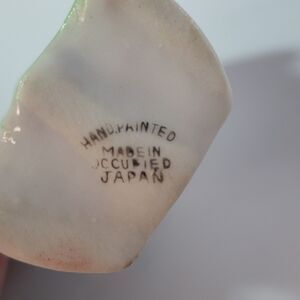 HAND.PAINTED
MADE IN
OCCUPIED
JAPAN